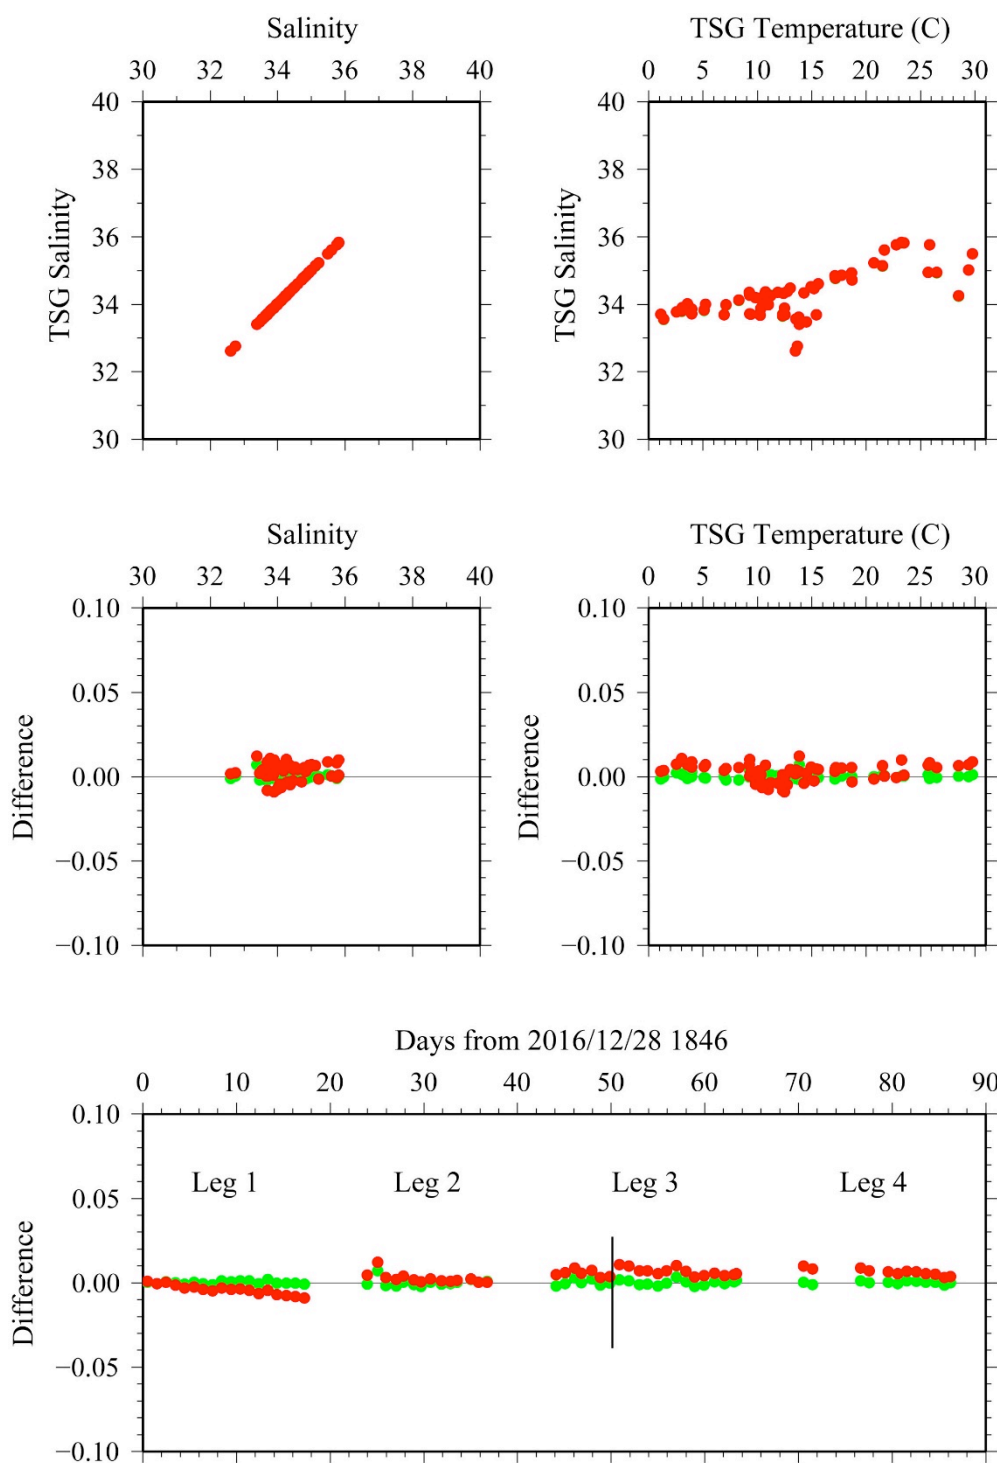 Salinity TSG Temperature (C)
30 32 34 36 38 40 0 5 10 15 20 25 30
40 40
38 38
36 36
34 34
32 32
30 30
TSG Salinity TSG Salinity
Salinity TSG Temperature (C)
30 32 34 36 38 40 0 5 10 15 20 25 30
0.10 0.10
0.05 0.05
0.00 0.00
−0.05 −0.05
−0.10 −0.10
Difference Difference
Days from 2016/12/28 1846
0 10 20 30 40 50 60 70 80 90
0.10
Leg 1 Leg 2 Leg 3 Leg 4
0.05
0.00
−0.05
−0.10
Difference